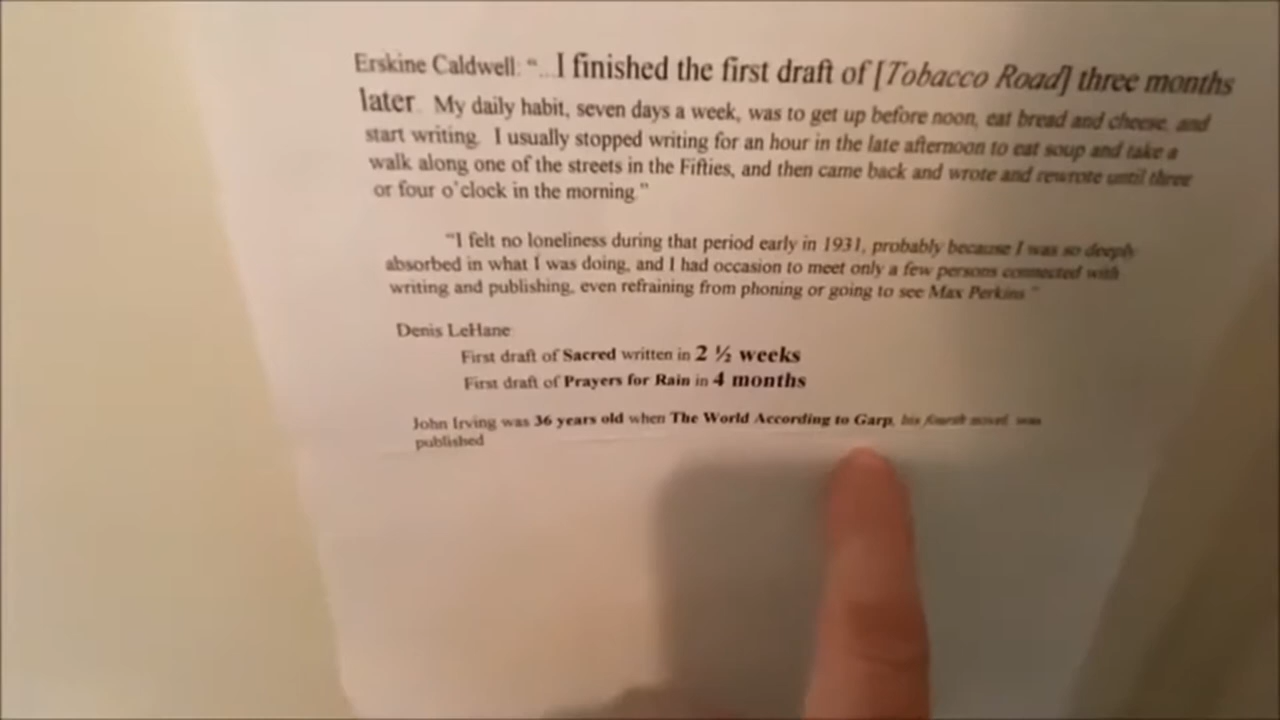 Erskine Caldwell: “...I finished the first draft of [Tobacco Road] three months
later. My daily habit, seven days a week, was to get up before noon, eat bread and cheese, and
start writing. I usually stopped writing for an hour in the late afternoon to eat soup and take a
walk along one of the streets in the Fifties, and then came back and wrote and rewrote until three
or four o’clock in the morning.”
“I felt no loneliness during that period early in 1931, probably because I was so deeply
absorbed in what I was doing, and I had occasion to meet only a few persons connected with
writing and publishing, even refraining from phoning or going to see Max Perkins.”
Denis LeHane:
First draft of Sacred written in 2 ½ weeks
First draft of Prayers for Rain in 4 months
John Irving was 36 years old when The World According to Garp, his fourth novel, was
published